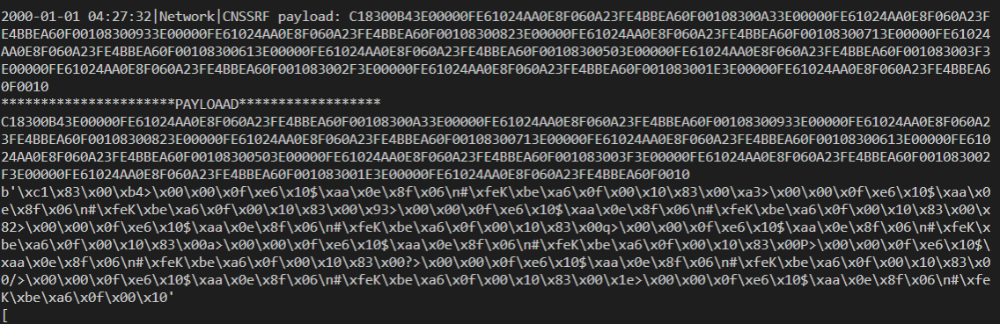 2000-01-01 04:27:32|Network|CNSSRF payload: C18300B43E00000FE61024AA0E8F060A23FE4BBEA60F00108300A33E00000FE61024AA0E8F060A23F
E4BBEA60F00108300933E00000FE61024AA0E8F060A23FE4BBEA60F00108300823E00000FE61024AA0E8F060A23FE4BBEA60F00108300713E00000FE61024
AA0E8F060A23FE4BBEA60F00108300613E00000FE61024AA0E8F060A23FE4BBEA60F00108300503E00000FE61024AA0E8F060A23FE4BBEA60F001083003F3
E00000FE61024AA0E8F060A23FE4BBEA60F001083002F3E00000FE61024AA0E8F060A23FE4BBEA60F001083001E3E00000FE61024AA0E8F060A23FE4BBEA6
0F0010
**********************PAYLOAAD******************
C18300B43E00000FE61024AA0E8F060A23FE4BBEA60F00108300A33E00000FE61024AA0E8F060A23FE4BBEA60F00108300933E00000FE61024AA0E8F060A2
3FE4BBEA60F00108300823E00000FE61024AA0E8F060A23FE4BBEA60F00108300713E00000FE61024AA0E8F060A23FE4BBEA60F00108300613E00000FE610
24AA0E8F060A23FE4BBEA60F00108300503E00000FE61024AA0E8F060A23FE4BBEA60F001083003F3E00000FE61024AA0E8F060A23FE4BBEA60F001083002
F3E00000FE61024AA0E8F060A23FE4BBEA60F001083001E3E00000FE61024AA0E8F060A23FE4BBEA60F0010
b'\xc1\x83\x00\xb4>\x00\x00\x0f\xe6\x10$\xaa\x0e\x8f\x06\n#\xfeK\xbe\xa6\x0f\x00\x10\x83\x00\xa3>\x00\x00\x0f\xe6\x10$\xaa\x0
e\x8f\x06\n#\xfeK\xbe\xa6\x0f\x00\x10\x83\x00\x93>\x00\x00\x0f\xe6\x10$\xaa\x0e\x8f\x06\n#\xfeK\xbe\xa6\x0f\x00\x10\x83\x00\x
82>\x00\x00\x0f\xe6\x10$\xaa\x0e\x8f\x06\n#\xfeK\xbe\xa6\x0f\x00\x10\x83\x00q>\x00\x00\x0f\xe6\x10$\xaa\x0e\x8f\x06\n#\xfeK\x
be\xa6\x0f\x00\x10\x83\x00a>\x00\x00\x0f\xe6\x10$\xaa\x0e\x8f\x06\n#\xfeK\xbe\xa6\x0f\x00\x10\x83\x00P>\x00\x00\x0f\xe6\x10$\
xaa\x0e\x8f\x06\n#\xfeK\xbe\xa6\x0f\x00\x10\x83\x00?>\x00\x00\x0f\xe6\x10$\xaa\x0e\x8f\x06\n#\xfeK\xbe\xa6\x0f\x00\x10\x83\x0
0/>\x00\x00\x0f\xe6\x10$\xaa\x0e\x8f\x06\n#\xfeK\xbe\xa6\x0f\x00\x10\x83\x00\x1e>\x00\x00\x0f\xe6\x10$\xaa\x0e\x8f\x06\n#\xfe
K\xbe\xa6\x0f\x00\x10'
[